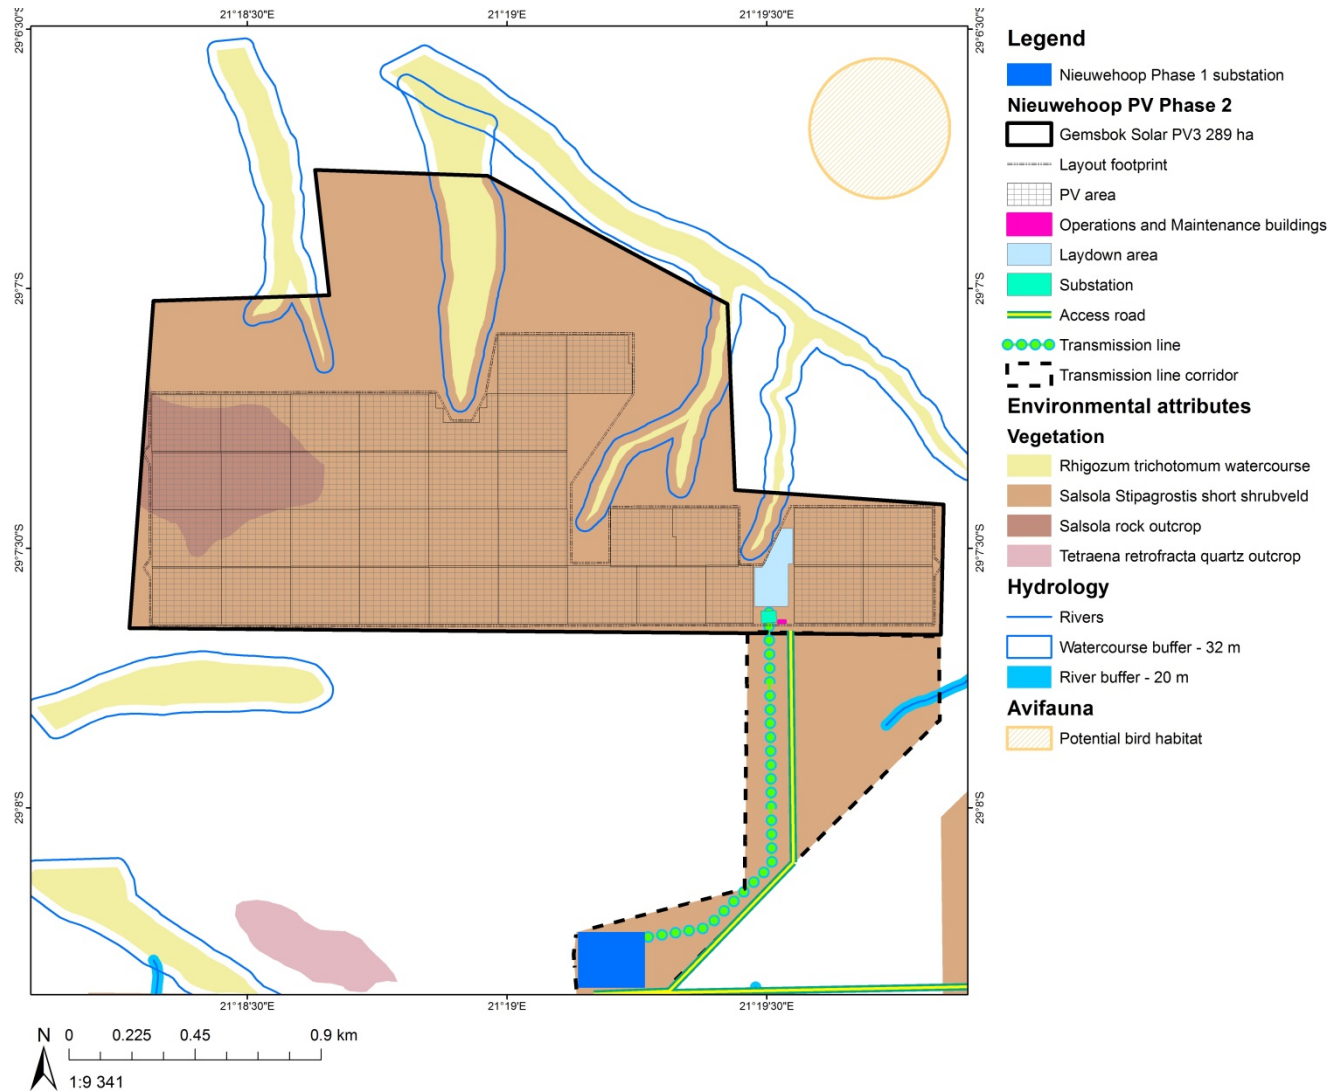 21°18'30"E
21°19'E
21°19'30"E
29°6'30"S
29°6'30"S
29°7'S
29°7'S
29°7'30"S
29°7'30"S
29°8'S
29°8'S
21°18'30"E
21°19'E
21°19'30"E
N
0 0.225 0.45 0.9 km
1:9 341
Legend
Nieuwehoop Phase 1 substation
Nieuwehoop PV Phase 2
Gemsbok Solar PV3 289 ha
Layout footprint
PV area
Operations and Maintenance buildings
Laydown area
Substation
Access road
Transmission line
Transmission line corridor
Environmental attributes
Vegetation
Rhigozum trichotomum watercourse
Salsola Stipagrostis short shrubveld
Salsola rock outcrop
Tetraena retrofracta quartz outcrop
Hydrology
Rivers
Watercourse buffer - 32 m
River buffer - 20 m
Avifauna
Potential bird habitat